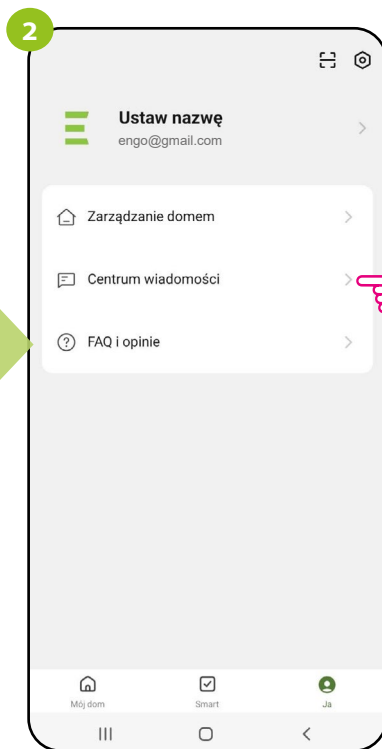 2
Ustaw nazwę
engo@gmail.com
Zarządzanie domem
Centrum wiadomości
FAQ i opinie
Mój dom
Smart
Ja